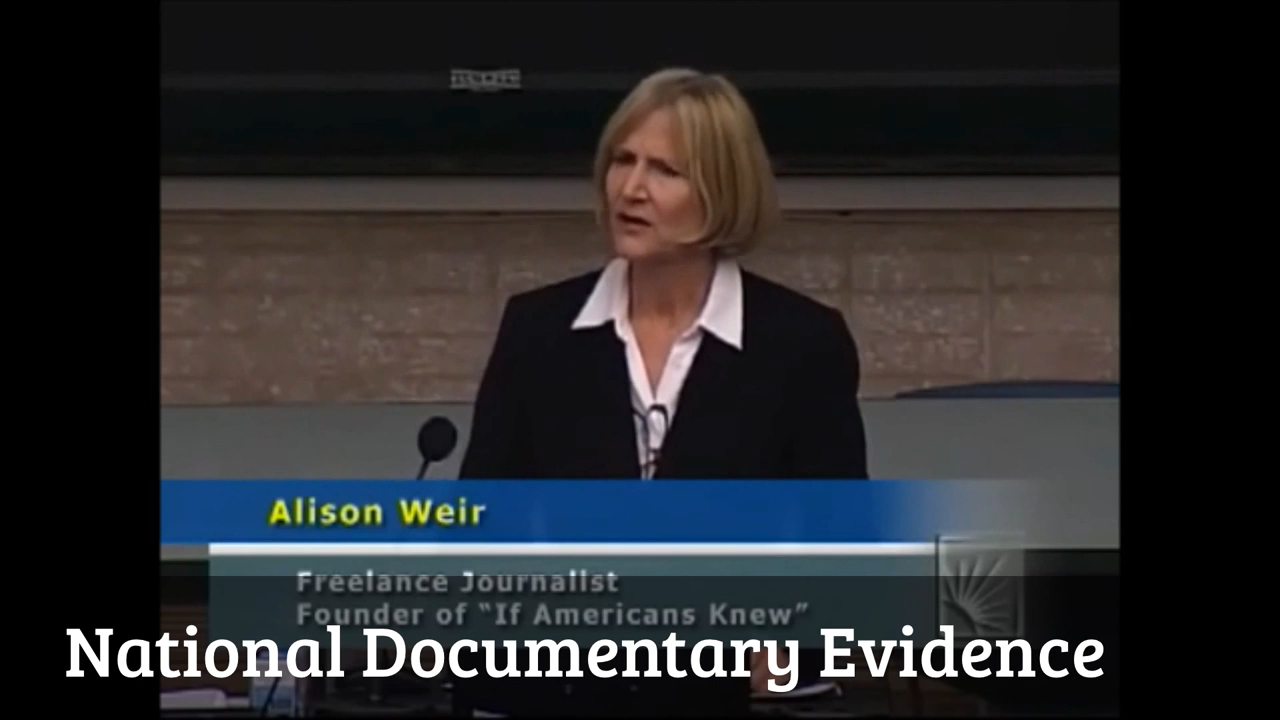 Alison Weir
Freelance Journalist
Founder of “If Americans Knew”
National Documentary Evidence